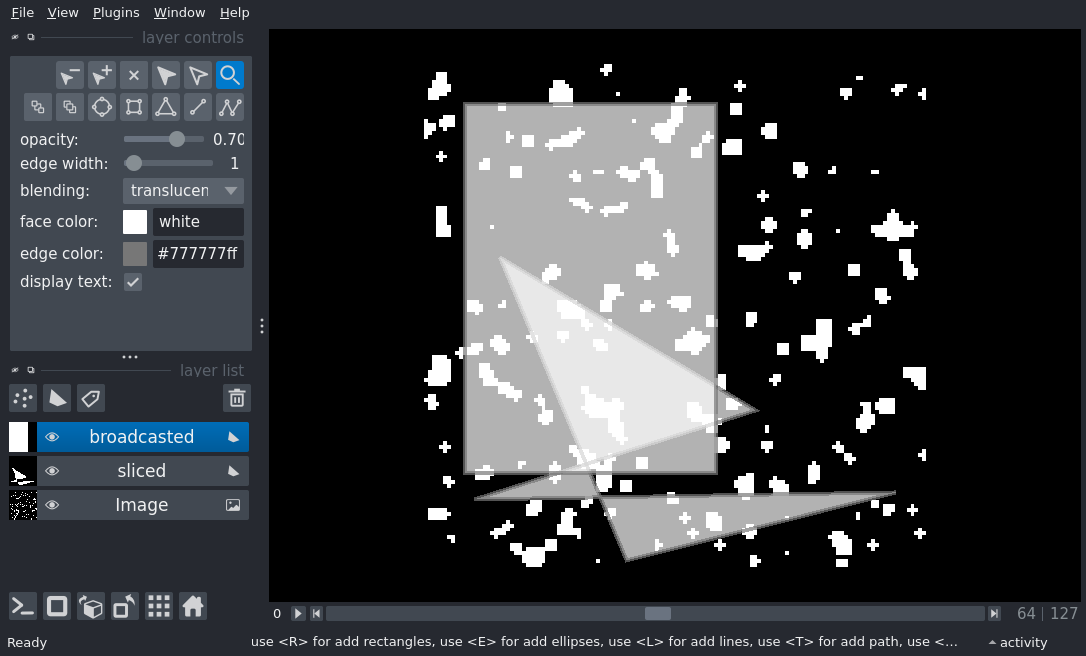 File View Plugins Window Help
layer controls
opacity: 0.70
edge width: 1
blending: translucen
face color: white
edge color: #777777ff
display text:
layer list
broadcasted
sliced
Image
0 64 | 127
Ready use <R> for add rectangles, use <E> for add ellipses, use <L> for add lines, use <T> for add path, use <... activity